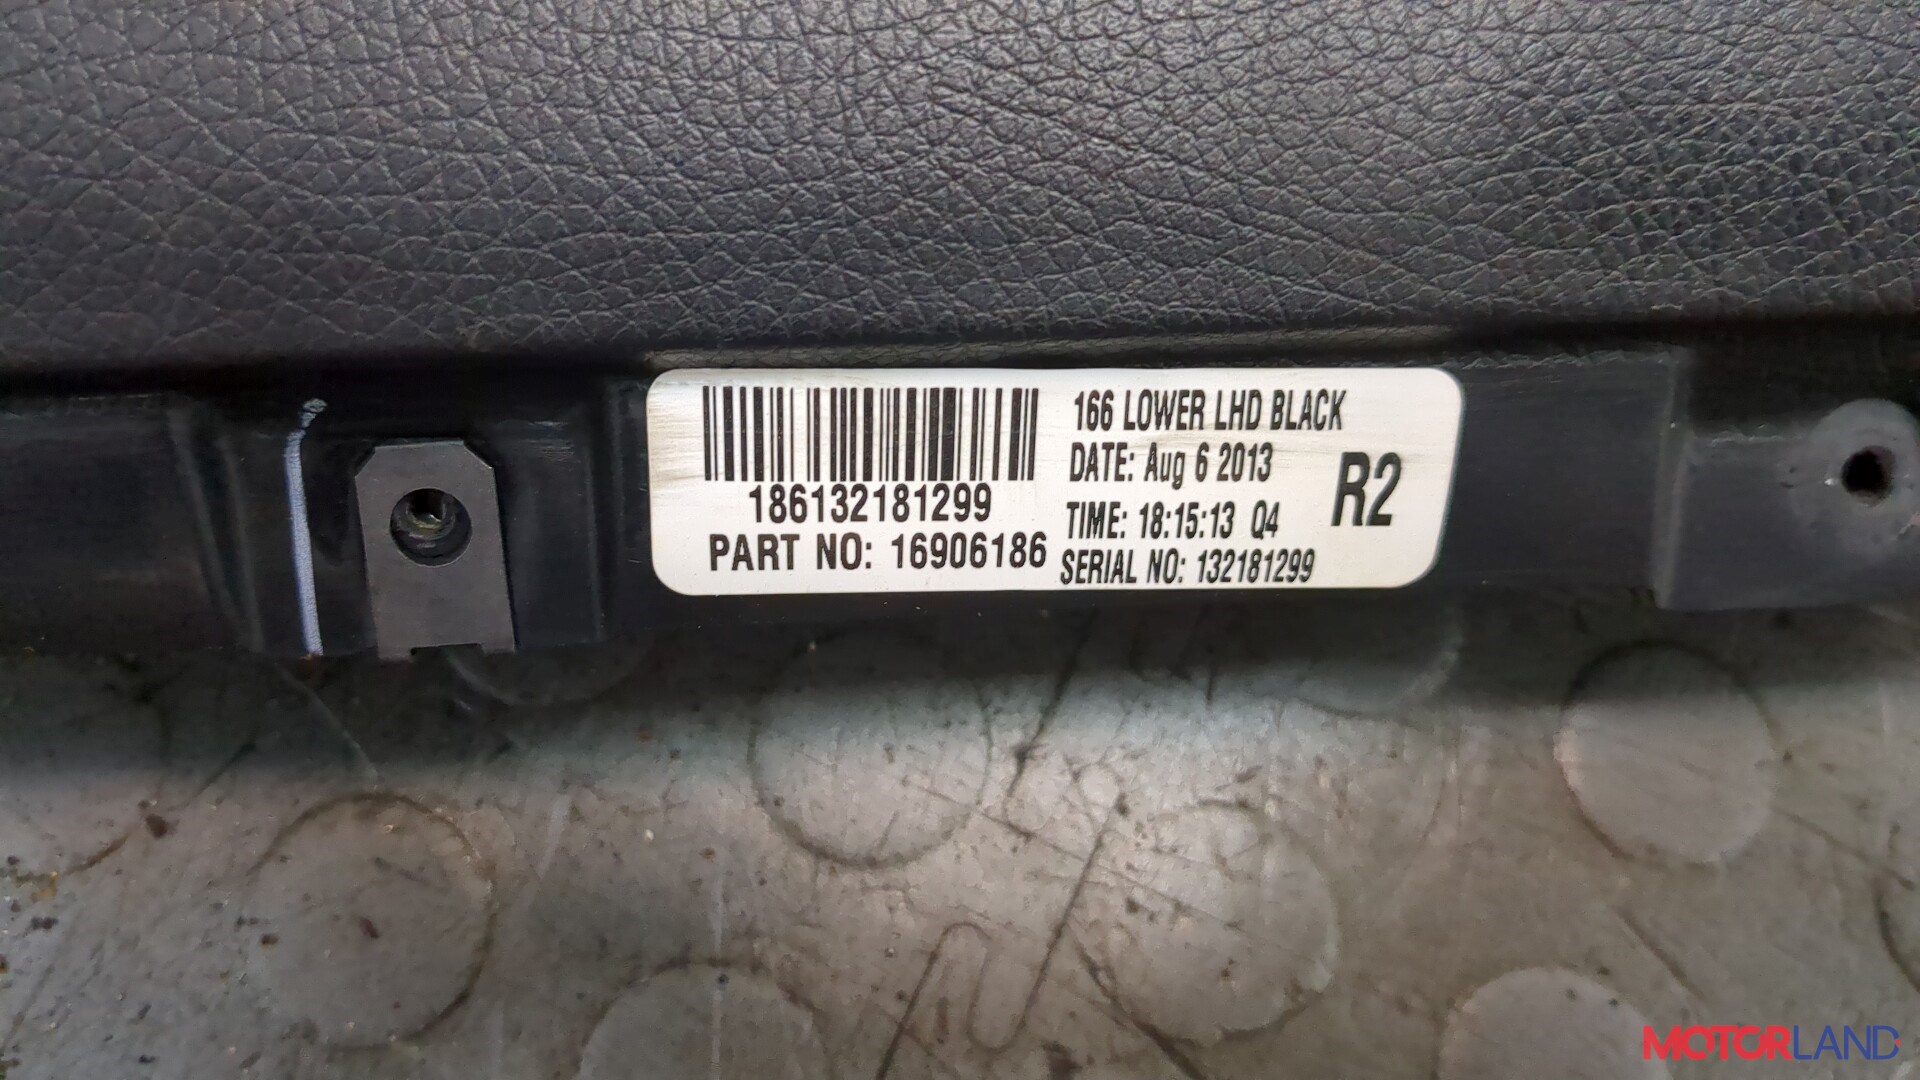 186132181299
PART NO: 16906186
166 LOWER LHD BLACK
DATE: Aug 6 2013
TIME: 18:15:13 Q4
SERIAL NO: 132181299
R2
MOTORLAND